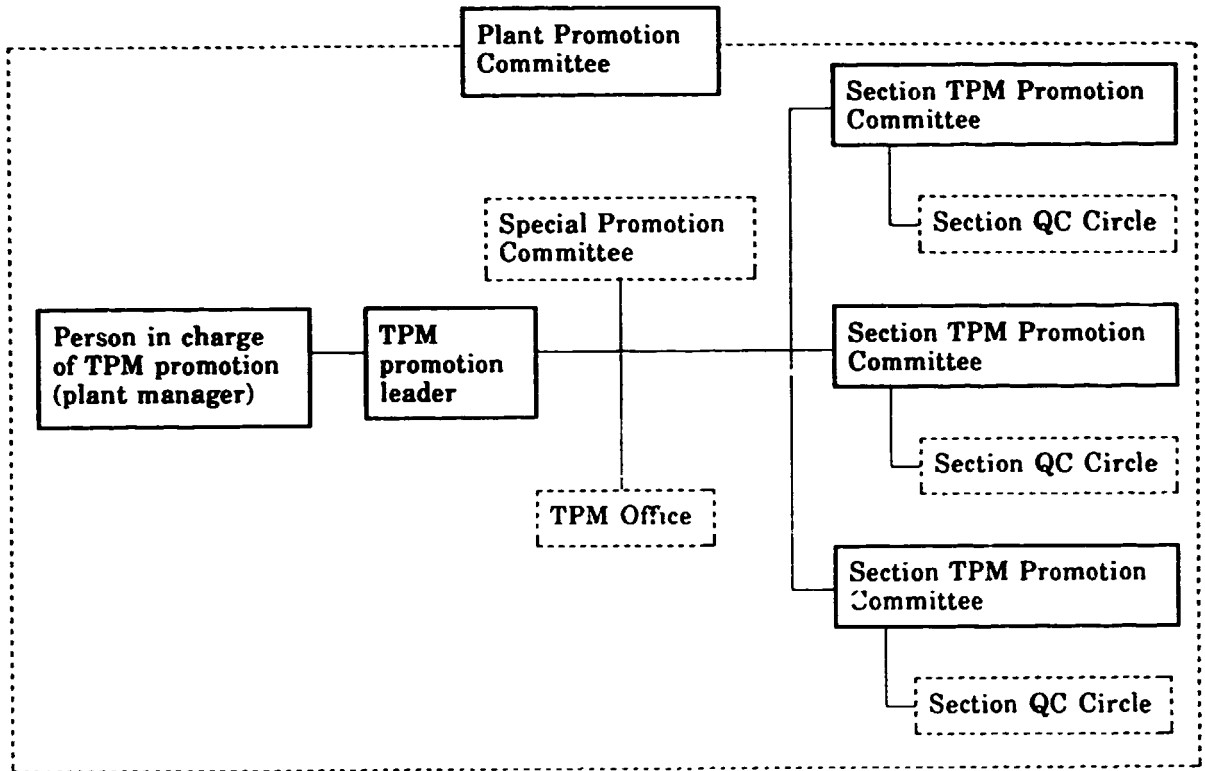 Plant Promotion
Committee
Section TPM Promotion
Committee
Section QC Circle
Special Promotion
Committee
Person in charge
of TPM promotion
(plant manager)
TPM
promotion
leader
Section TPM Promotion
Committee
Section QC Circle
TPM Office
Section TPM Promotion
Committee
Section QC Circle